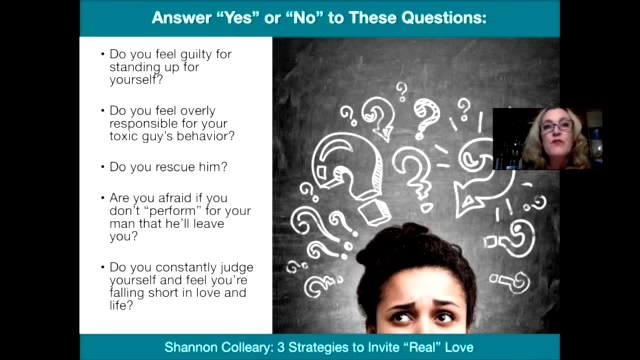 Answer “Yes” or “No” to These Questions:
• Do you feel guilty for
standing up for
yourself?
• Do you feel overly
responsible for your
toxic guy's behavior?
• Do you rescue him?
• Are you afraid if you
don't “perform” for your
man that he'll leave
you?
• Do you constantly judge
yourself and feel you're
falling short in love and
life?
Shannon Colleary: 3 Strategies to Invite “Real” Love